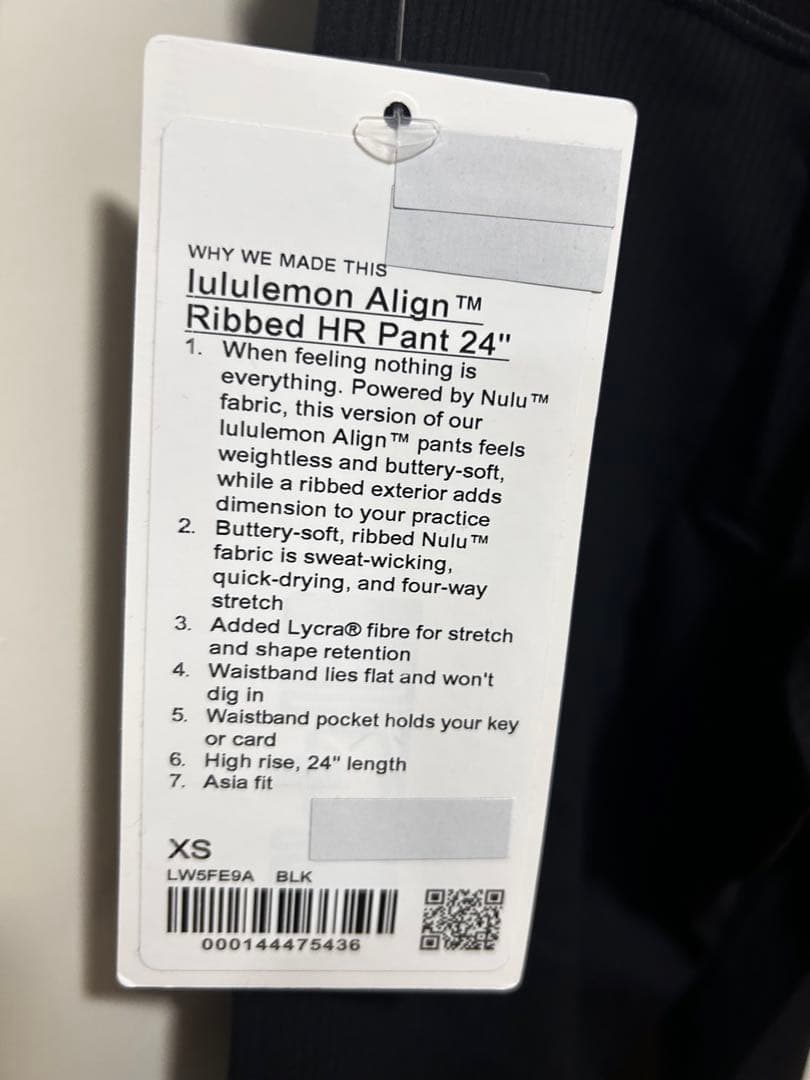 WHY WE MADE THIS
lululemon Align™
Ribbed HR Pant 24"
1. When feeling nothing is
everything. Powered by Nulu™
fabric, this version of our
lululemon Align™ pants feels
weightless and buttery-soft,
while a ribbed exterior adds
dimension to your practice
2. Buttery-soft, ribbed Nulu™
fabric is sweat-wicking,
quick-drying, and four-way
stretch
3. Added Lycra® fibre for stretch
and shape retention
4. Waistband lies flat and won't
dig in
5. Waistband pocket holds your key
or card
6. High rise, 24" length
7. Asia fit
XS
LW5FE9A BLK
000144475436